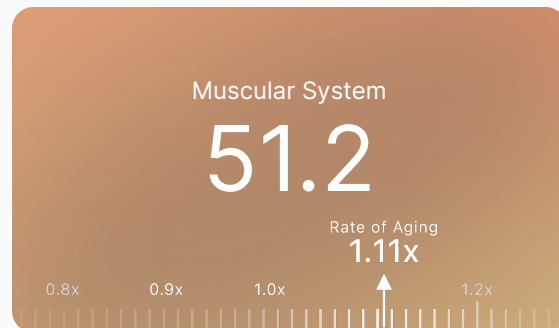 Muscular System
51.2
Rate of Aging
1.11x
0.8x 0.9x 1.0x 1.2x